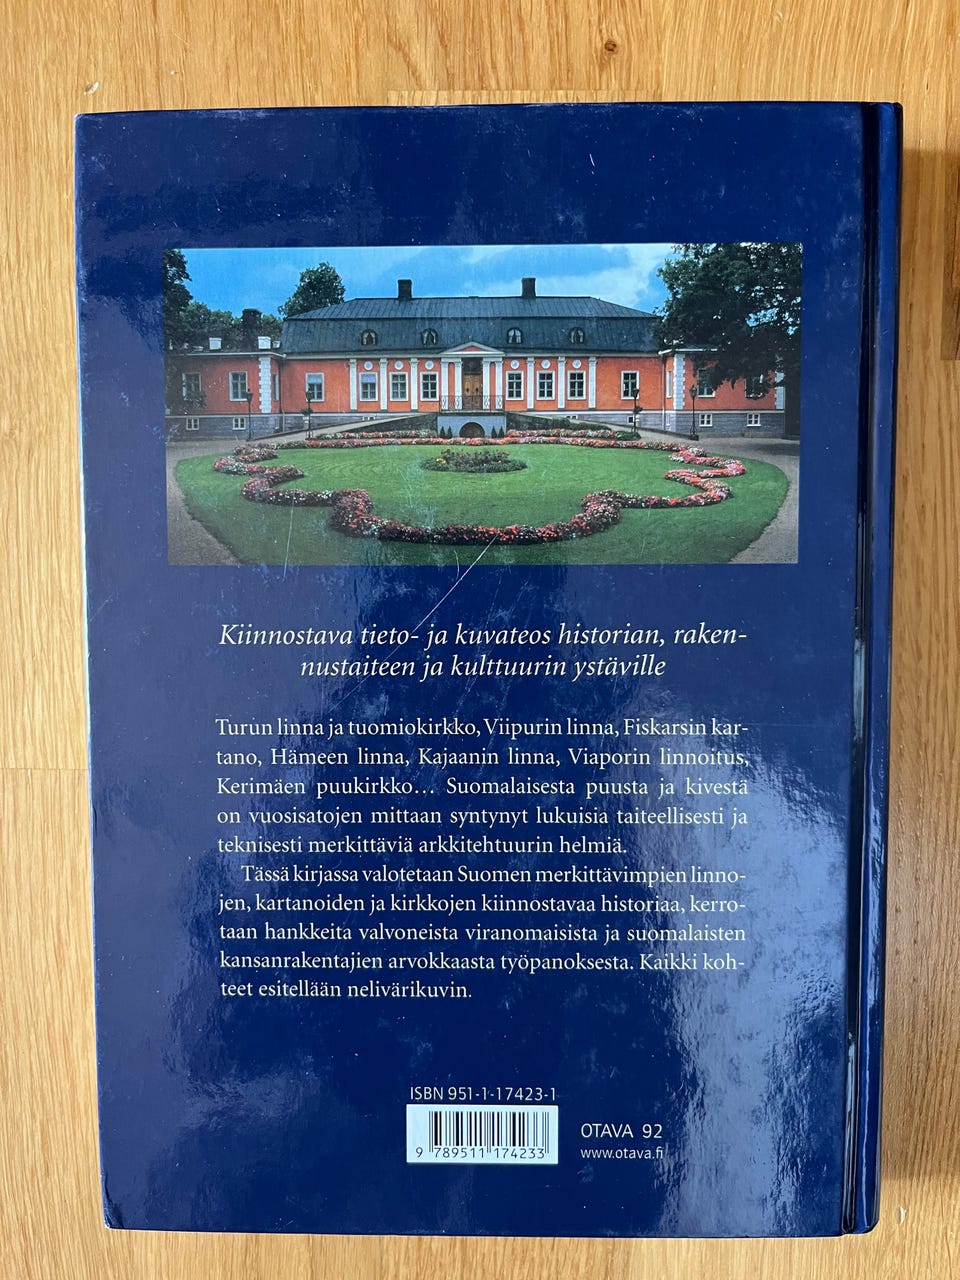 Kiinnostava tieto- ja kuvateos historian, raken-
nustaiteen ja kulttuurin ystäville
Turun linna ja tuomiokirkko, Viipurin linna, Fiskarsin kar-
tano, Hämeen linna, Kajaanin linna, Viaporin linnoitus,
Kerimäen puukirkko... Suomalaisesta puusta ja kivestä
on vuosisatojen mittaan syntynyt lukuisia taiteellisesti ja
teknisesti merkittäviä arkkitehtuurin helmiä.
Tässä kirjassa valotetaan Suomen merkittävimpien linno-
jen, kartanoiden ja kirkkojen kiinnostavaa historiaa, kerro-
taan hankkeita valvoneista viranomaisista ja suomalaisten
kansanrakentajien arvokkaasta työpanoksesta. Kaikki koh-
teet esitellään nelivärikuvin.
ISBN 951-1-17423-1
9 789511 174233
OTAVA 92
www.otava.fi